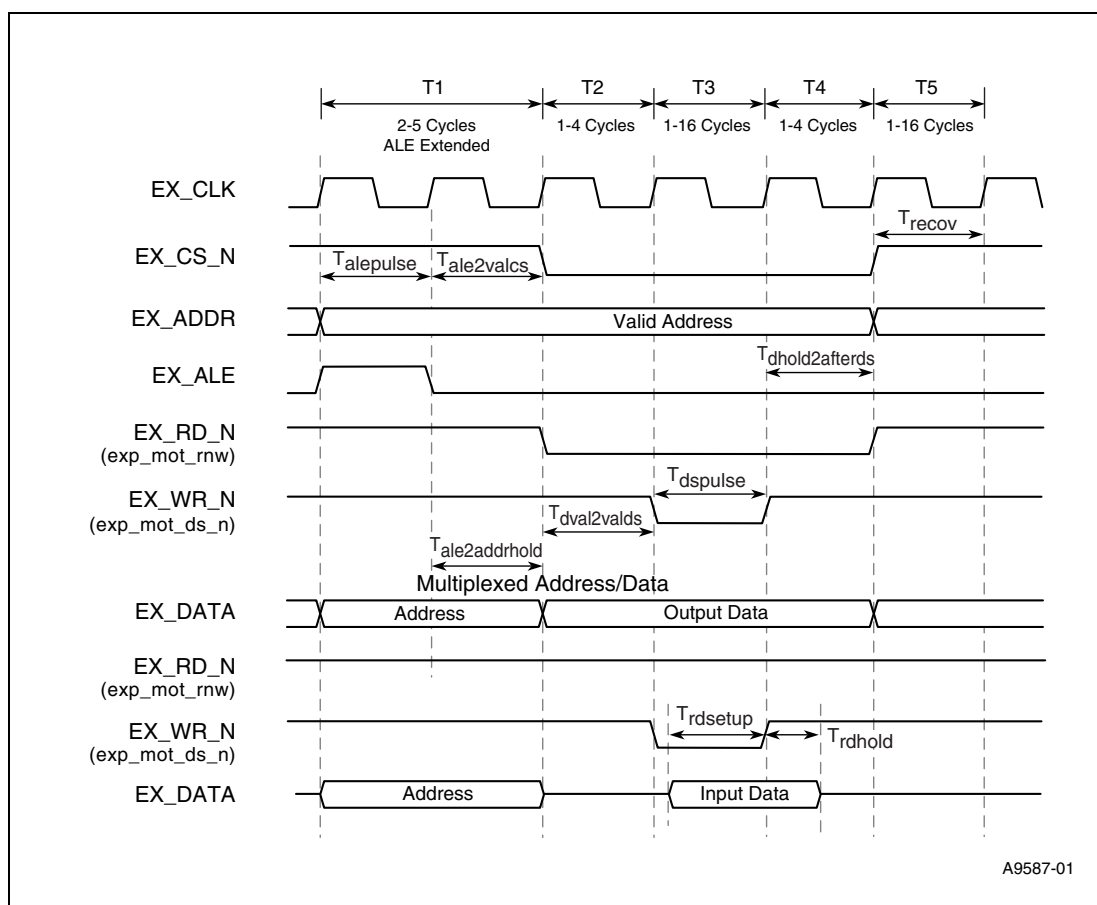 T1 T2 T3 T4 T5
2-5 Cycles 1-4 Cycles 1-16 Cycles 1-4 Cycles 1-16 Cycles
ALE Extended
EX_CLK
Trecov
EX_CS_N
Talepulse Tale2valcs
EX_ADDR
Valid Address
Tdhold2afterds
EX_ALE
EX_RD_N
(exp_mot_rnw)
Tdspulse
EX_WR_N
(exp_mot_ds_n)
Tdval2valds
Tale2addrhold
Multiplexed Address/Data
EX_DATA Address Output Data
EX_RD_N
(exp_mot_rnw)
EX_WR_N
(exp_mot_ds_n)
Trdsetup
Trdhold
EX_DATA Address Input Data
A9587-01